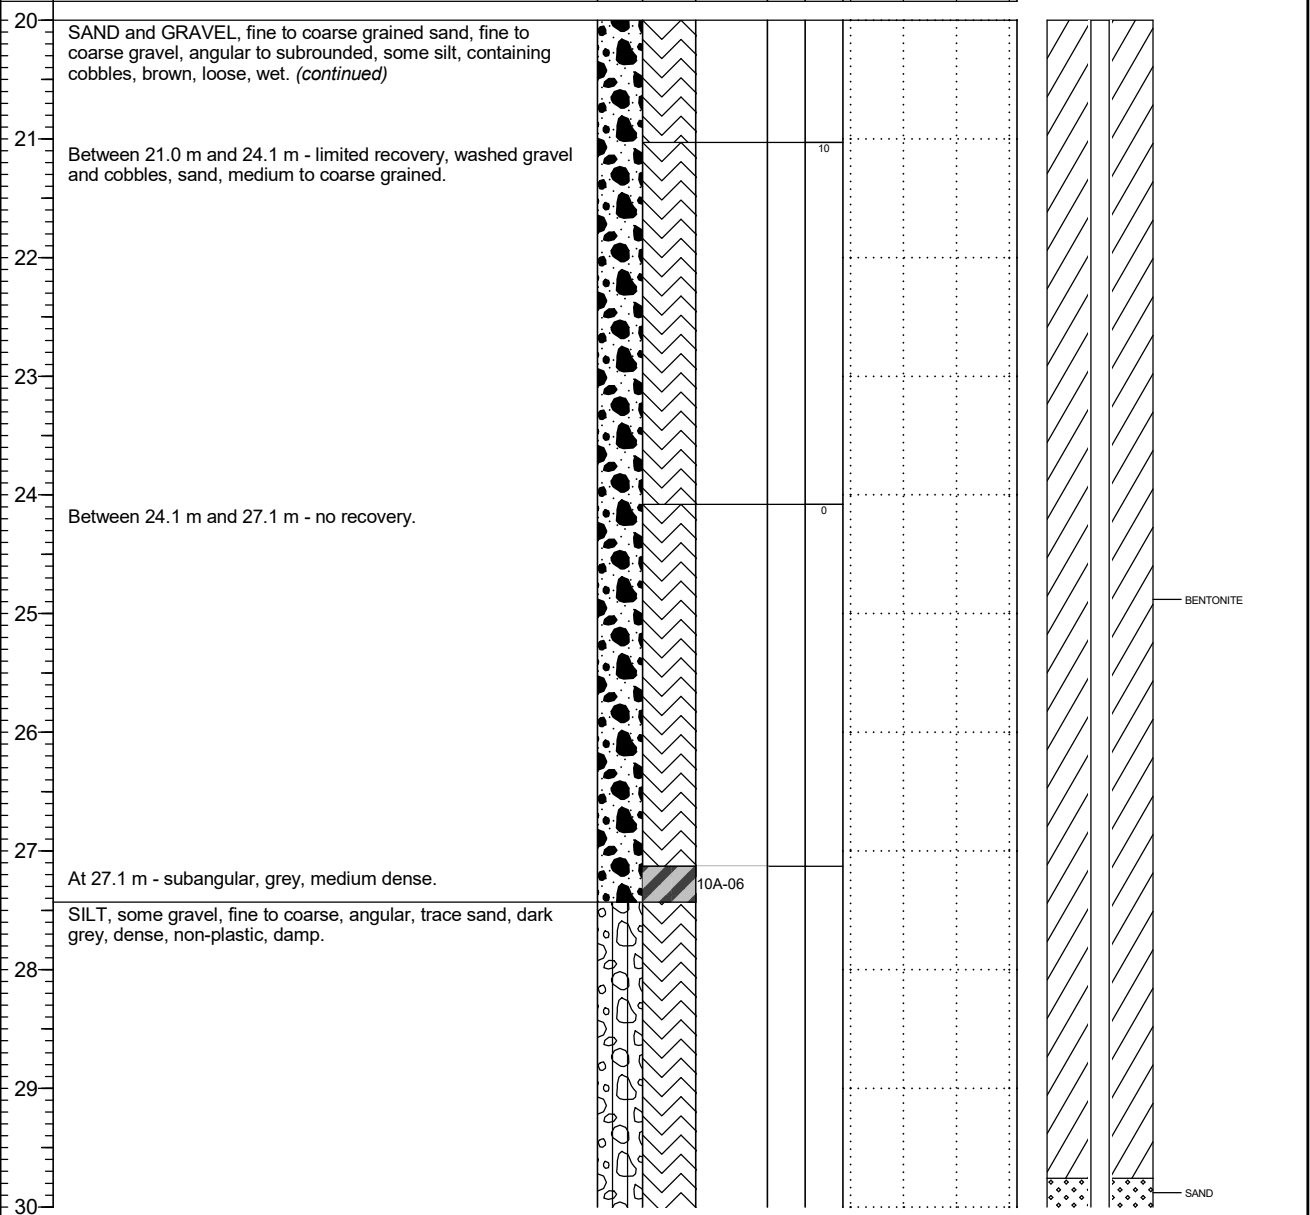 20
SAND and GRAVEL, fine to coarse grained sand, fine to
coarse gravel, angular to subrounded, some silt, containing
cobbles, brown, loose, wet. (continued)
21
10
Between 21.0 m and 24.1 m - limited recovery, washed gravel
and cobbles, sand, medium to coarse grained.
22
23
24
0
Between 24.1 m and 27.1 m - no recovery.
BENTONITE
25
26
27
At 27.1 m - subangular, grey, medium dense.
10A-06
SILT, some gravel, fine to coarse, angular, trace sand, dark
grey, dense, non-plastic, damp.
28
29
SAND
30